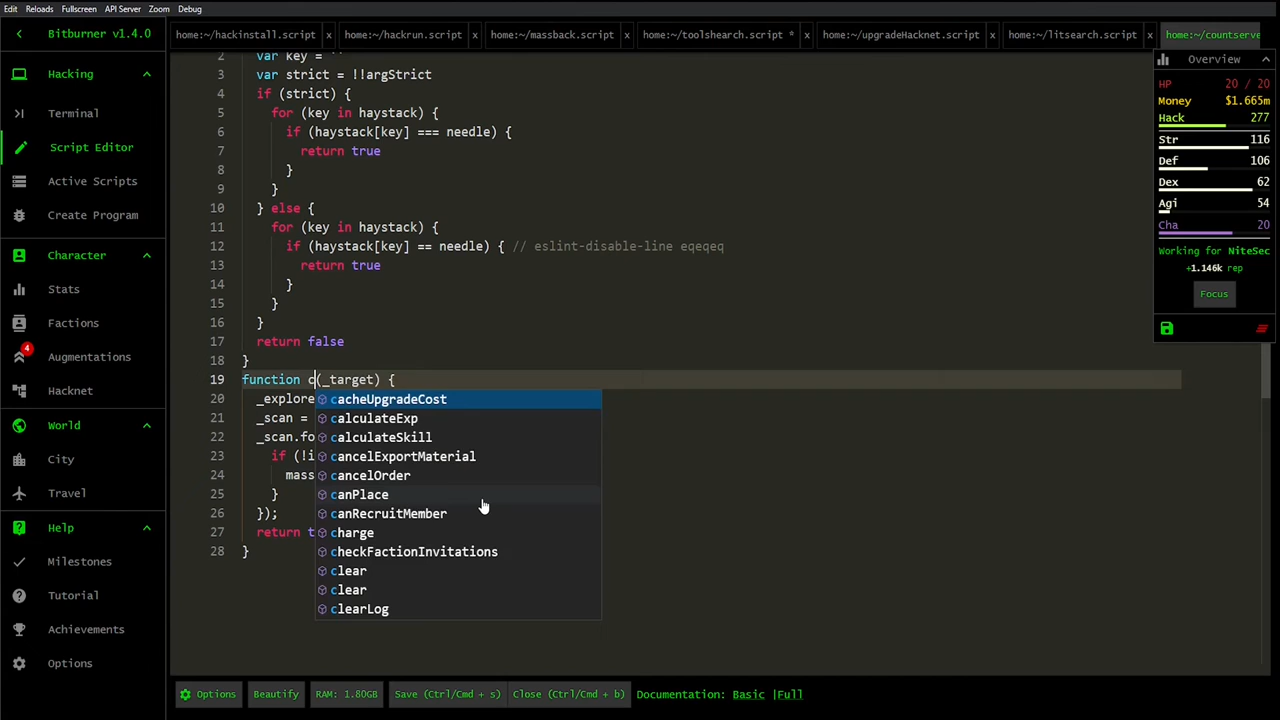 Edit Reloads Steam API Server Zoom Debug
Bitburner v1.4.0
Hacking
Terminal
Script Editor
Active Scripts
Create Program
Character
Stats
Factions
4
Augmentations
Hacknet
World
City
Travel
Help
Milestones
Tutorial
Achievements
Options
home:~/hackinstall.script x
home:~/hackrun.script x
home:~/massback.script x
home:~/toolshearch.script * x
home:~/upgradeHacknet.script x
home:~/litsearch.script x
home:~/countserve
2 var key = ''
3 var strict = !!argStrict
4 if (strict) {
5 for (key in haystack) {
6 if (haystack[key] === needle) {
7 return true
8 }
9 }
10 } else {
11 for (key in haystack) {
12 if (haystack[key] == needle) { // eslint-disable-line eqeqeq
13 return true
14 }
15 }
16 }
17 return false
18 }
19 function c(_target) {
20 _explore
21 _scan =
22 _scan.fo
23 if (!i
24 mass
25 }
26 });
27 return t
28 }
cacheUpgradeCost
calculateExp
calculateSkill
cancelExportMaterial
cancelOrder
canPlace
canRecruitMember
charge
checkFactionInvitations
clear
clear
clearLog
Overview
HP 20 / 20
Money $1.665m
Hack 277
Str 116
Def 106
Dex 62
Agi 54
Cha 20
Working for NiteSec
+1.146k rep
Focus
Options
Beautify
RAM: 1.80GB
Save (Ctrl/Cmd + s)
Close (Ctrl/Cmd + b)
Documentation: Basic |Full